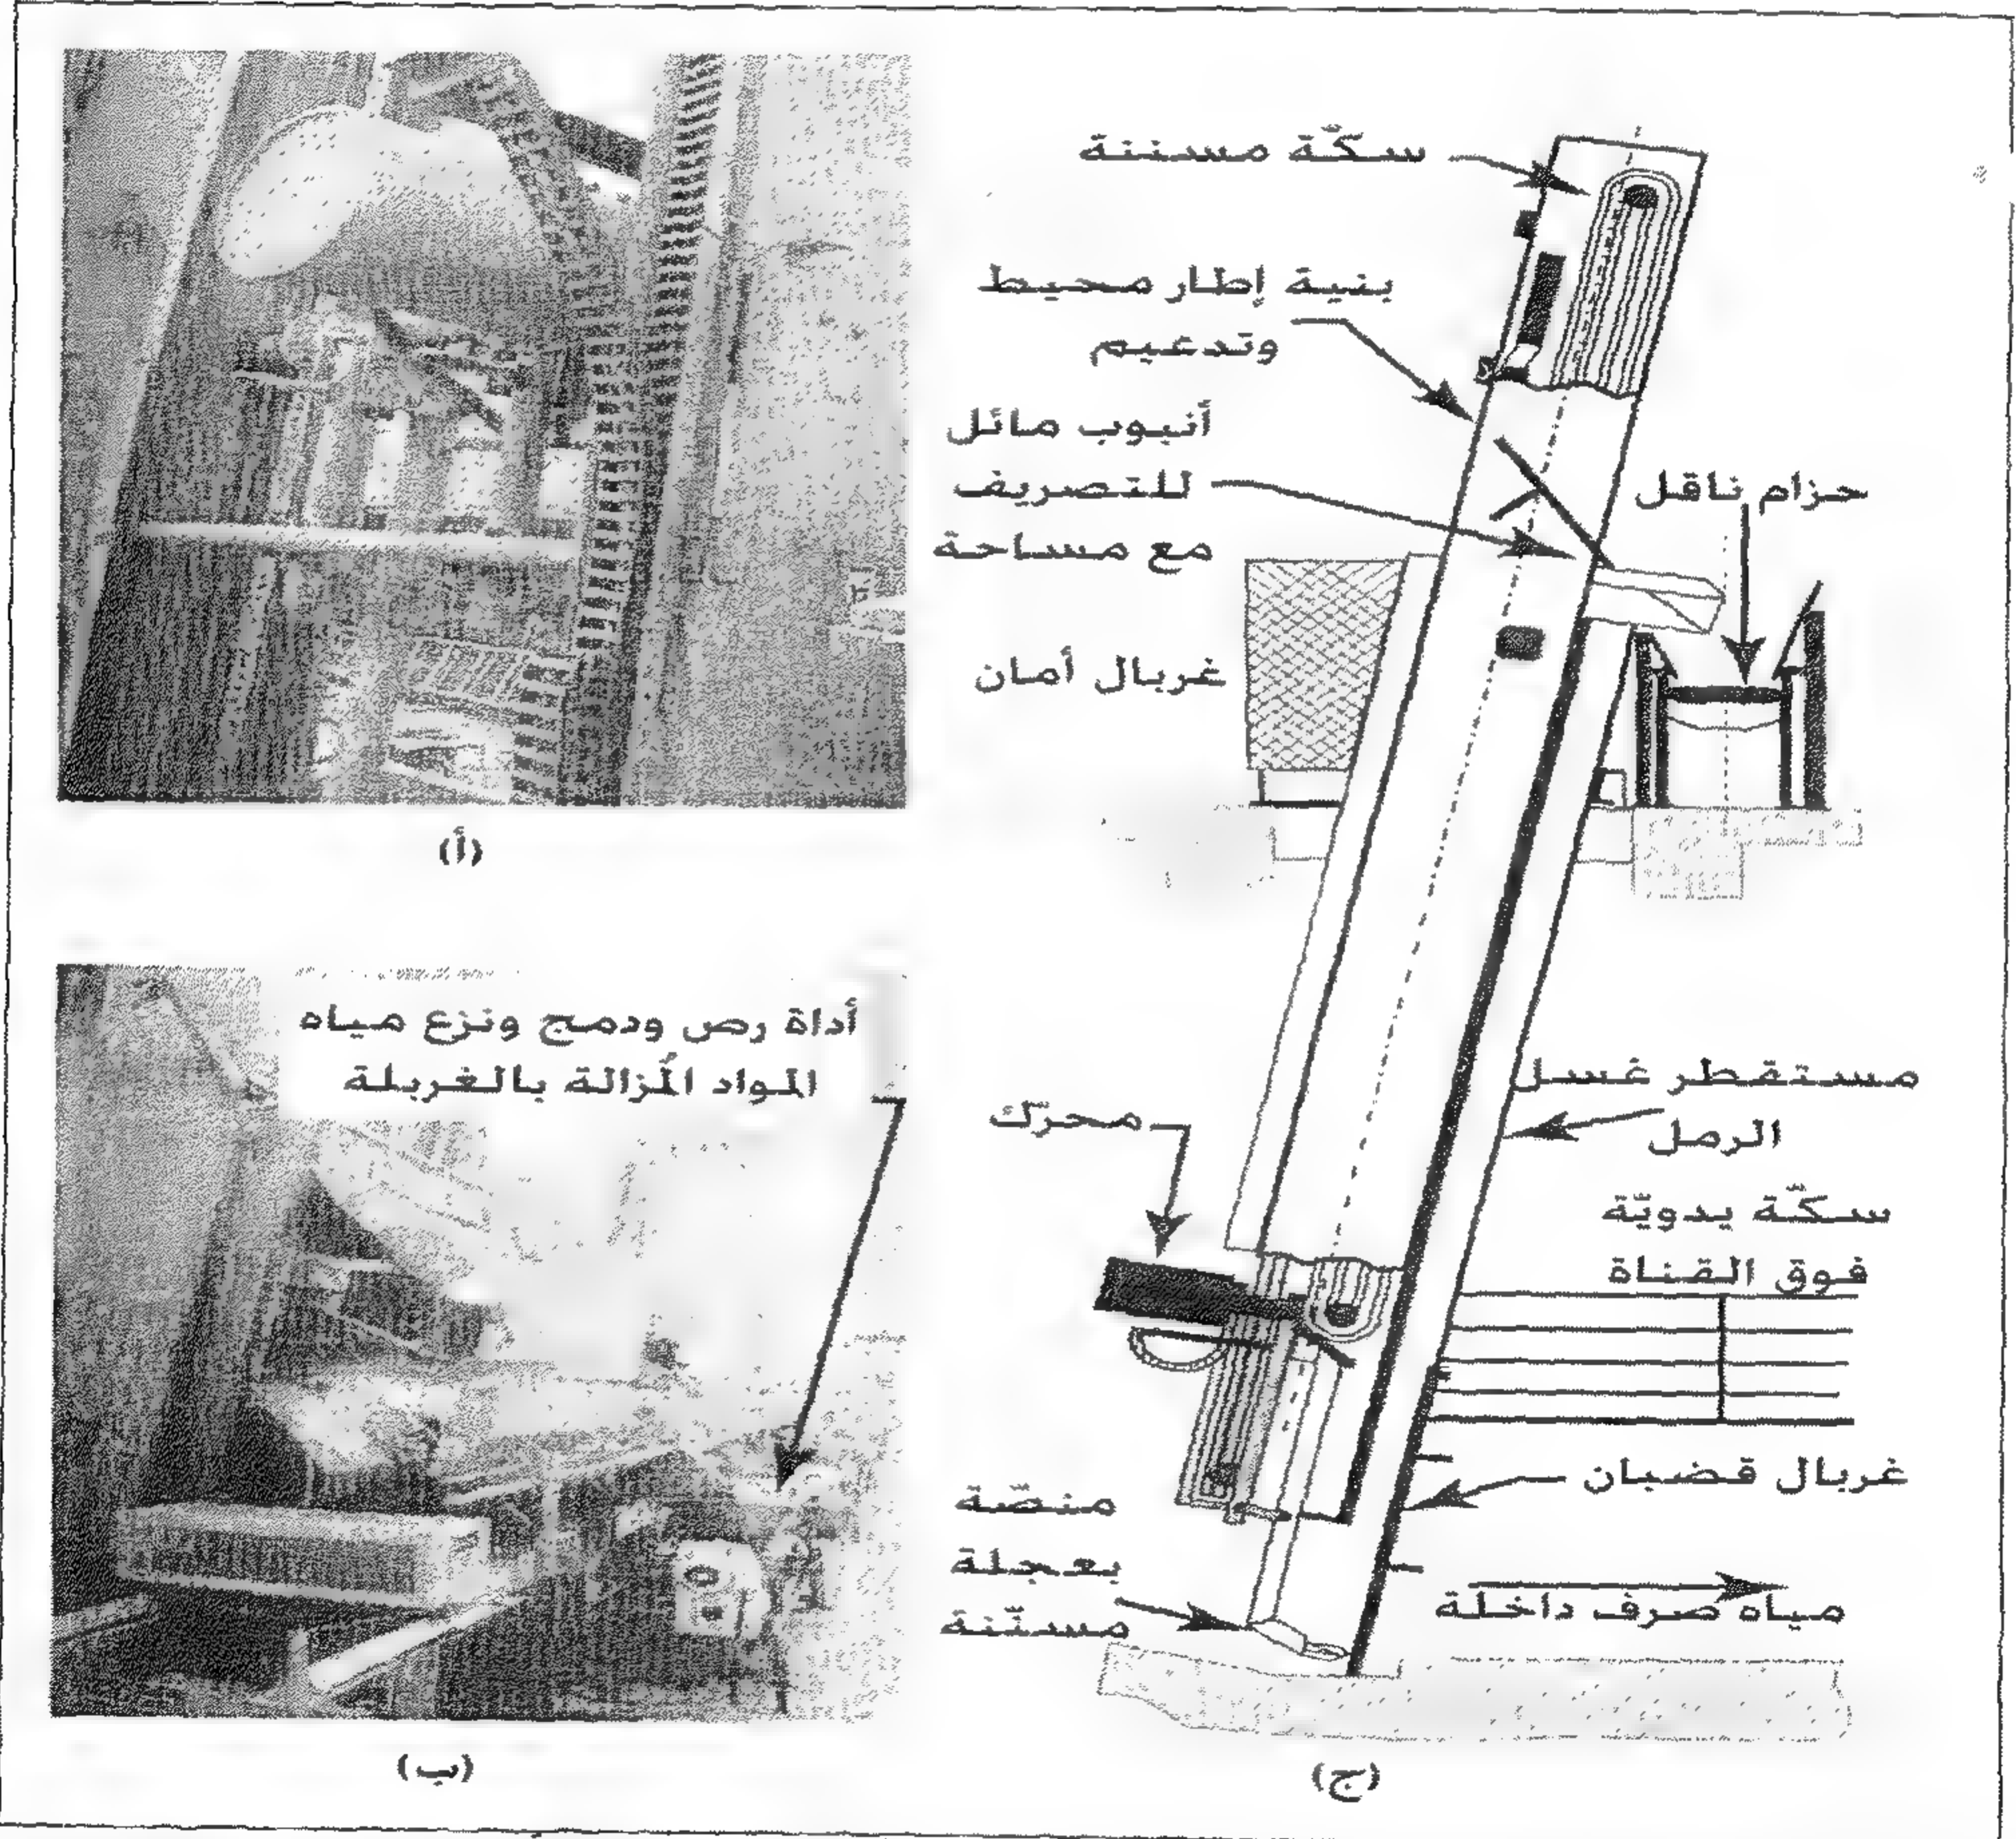 سكّة مسننة
بنية إطار محيط
وتدعيم
أنبوب مائل
للتصريف
مع مساحة
حزام ناقل
غربال أمان
(أ)
أداة رص ودمج ونزع مياه
المواد المُزالة بالغربلة
مستقطر غسل
الرمل
محرّك
سكّة يدويّة
فوق القناة
غربال قضبان
منصّة
بعجلة
مسنّنة
مياه صرف داخلة
(ب)
(ج)